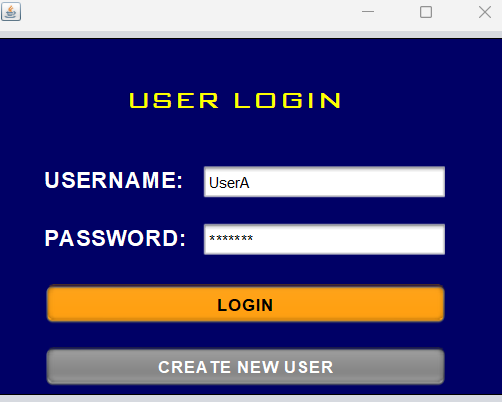 USER LOGIN
USERNAME: UserA
PASSWORD: *******
LOGIN
CREATE NEW USER